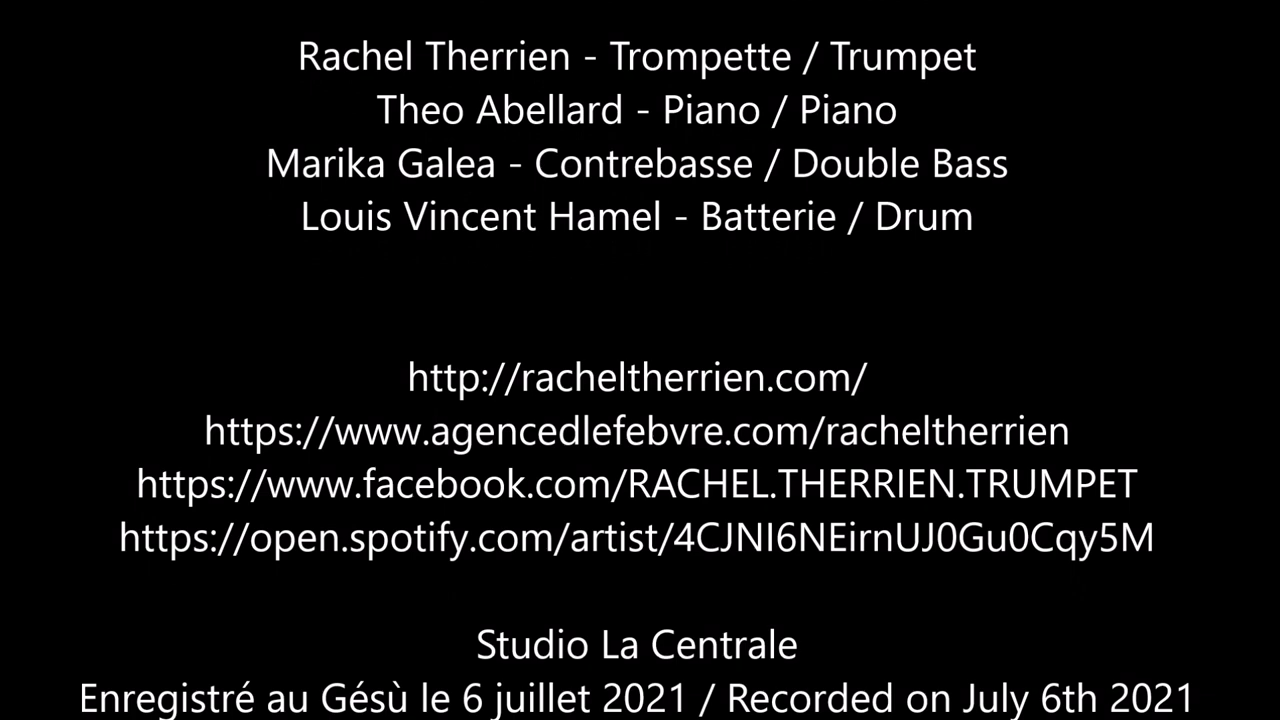 Rachel Therrien - Trompette / Trumpet
Theo Abellard - Piano / Piano
Marika Galea - Contrebasse / Double Bass
Louis Vincent Hamel - Batterie / Drum
http://racheltherrien.com/
https://www.agencedlefebvre.com/racheltherrien
https://www.facebook.com/RACHEL.THERRIEN.TRUMPET
https://open.spotify.com/artist/4CJNI6NEirnUJ0Gu0Cqy5M
Studio La Centrale
Enregistré au Gésù le 6 juillet 2021 / Recorded on July 6th 2021